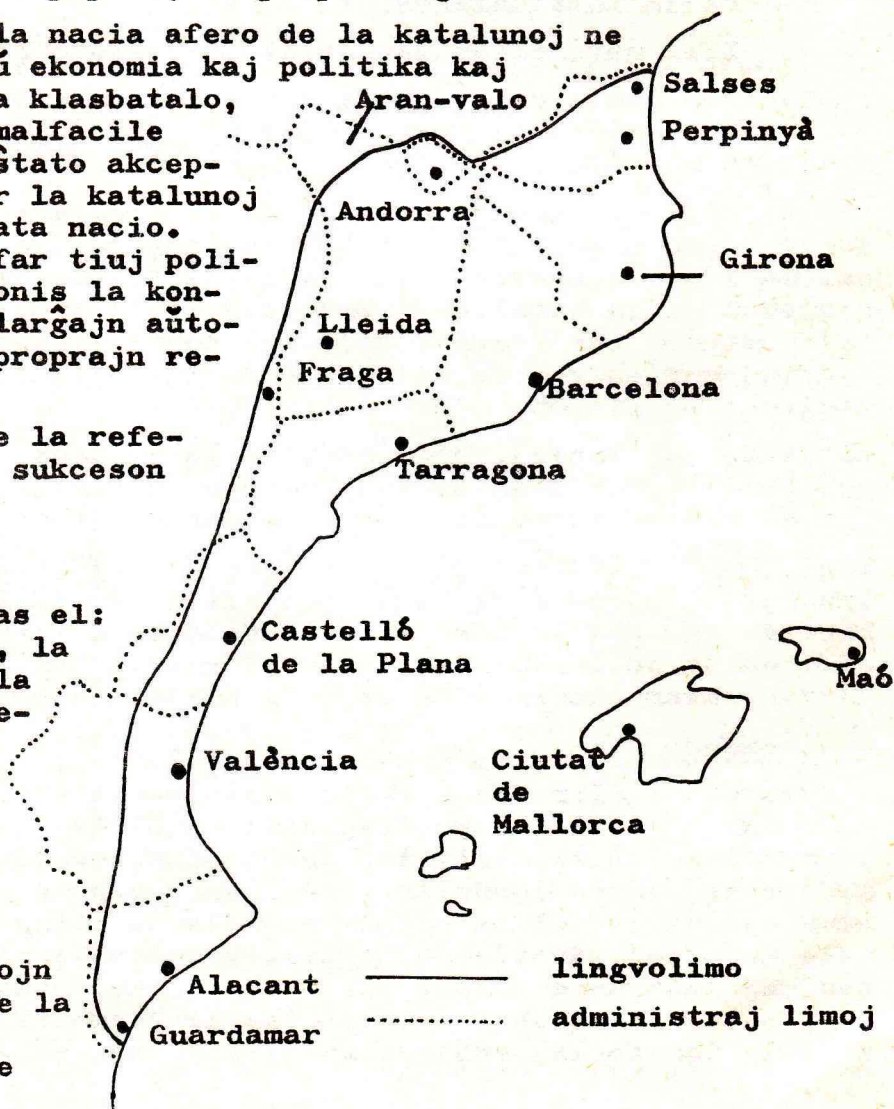 la nacia afero de la katalunoj ne
ŭ ekonomia kaj politika kaj
a klasbatalo,
malfacile
ŝtato akcep-
r la katalunoj
ata nacio.
far tiuj poli-
onis la kon-
larĝajn aŭto-
proprajn re-
e la refe-
sukceson
as el:
, la
la
e-
ojn
e la
e
Aran-valo
Salses
Perpinyà
Andorra
Girona
Lleida
Fraga
Barcelona
Tarragona
Castelló
de la Plana
Maó
València
Ciutat
de
Mallorca
Alacant
Guardamar
lingvolimo
administraj limoj